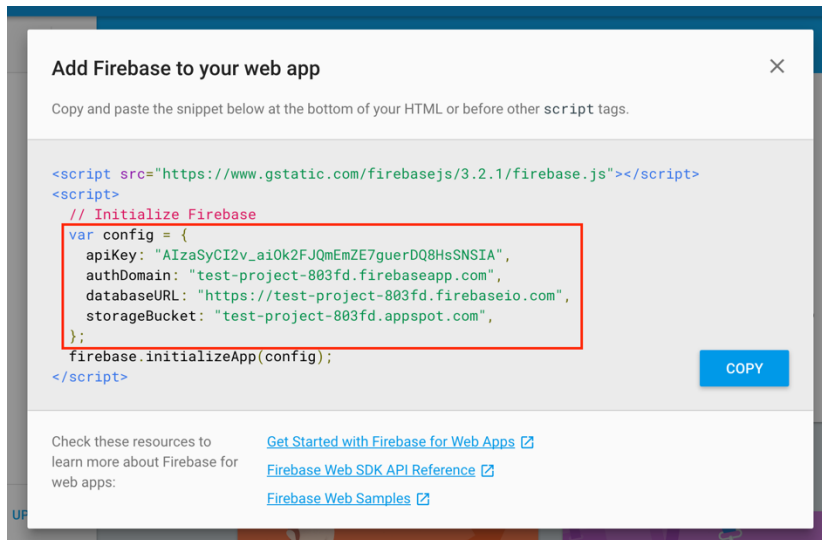 Add Firebase to your web app
Copy and paste the snippet below at the bottom of your HTML or before other script tags.
<script src="https://www.gstatic.com/firebasejs/3.2.1/firebase.js"></script>
<script>
  // Initialize Firebase
  var config = {
    apiKey: "AIzaSyCI2v_aiOk2FJQmEmZE7guerDQ8HsSNSIA",
    authDomain: "test-project-803fd.firebaseapp.com",
    databaseURL: "https://test-project-803fd.firebaseio.com",
    storageBucket: "test-project-803fd.appspot.com",
  };
  firebase.initializeApp(config);
</script>
COPY
Check these resources to
learn more about Firebase for
web apps:
Get Started with Firebase for Web Apps
Firebase Web SDK API Reference
Firebase Web Samples